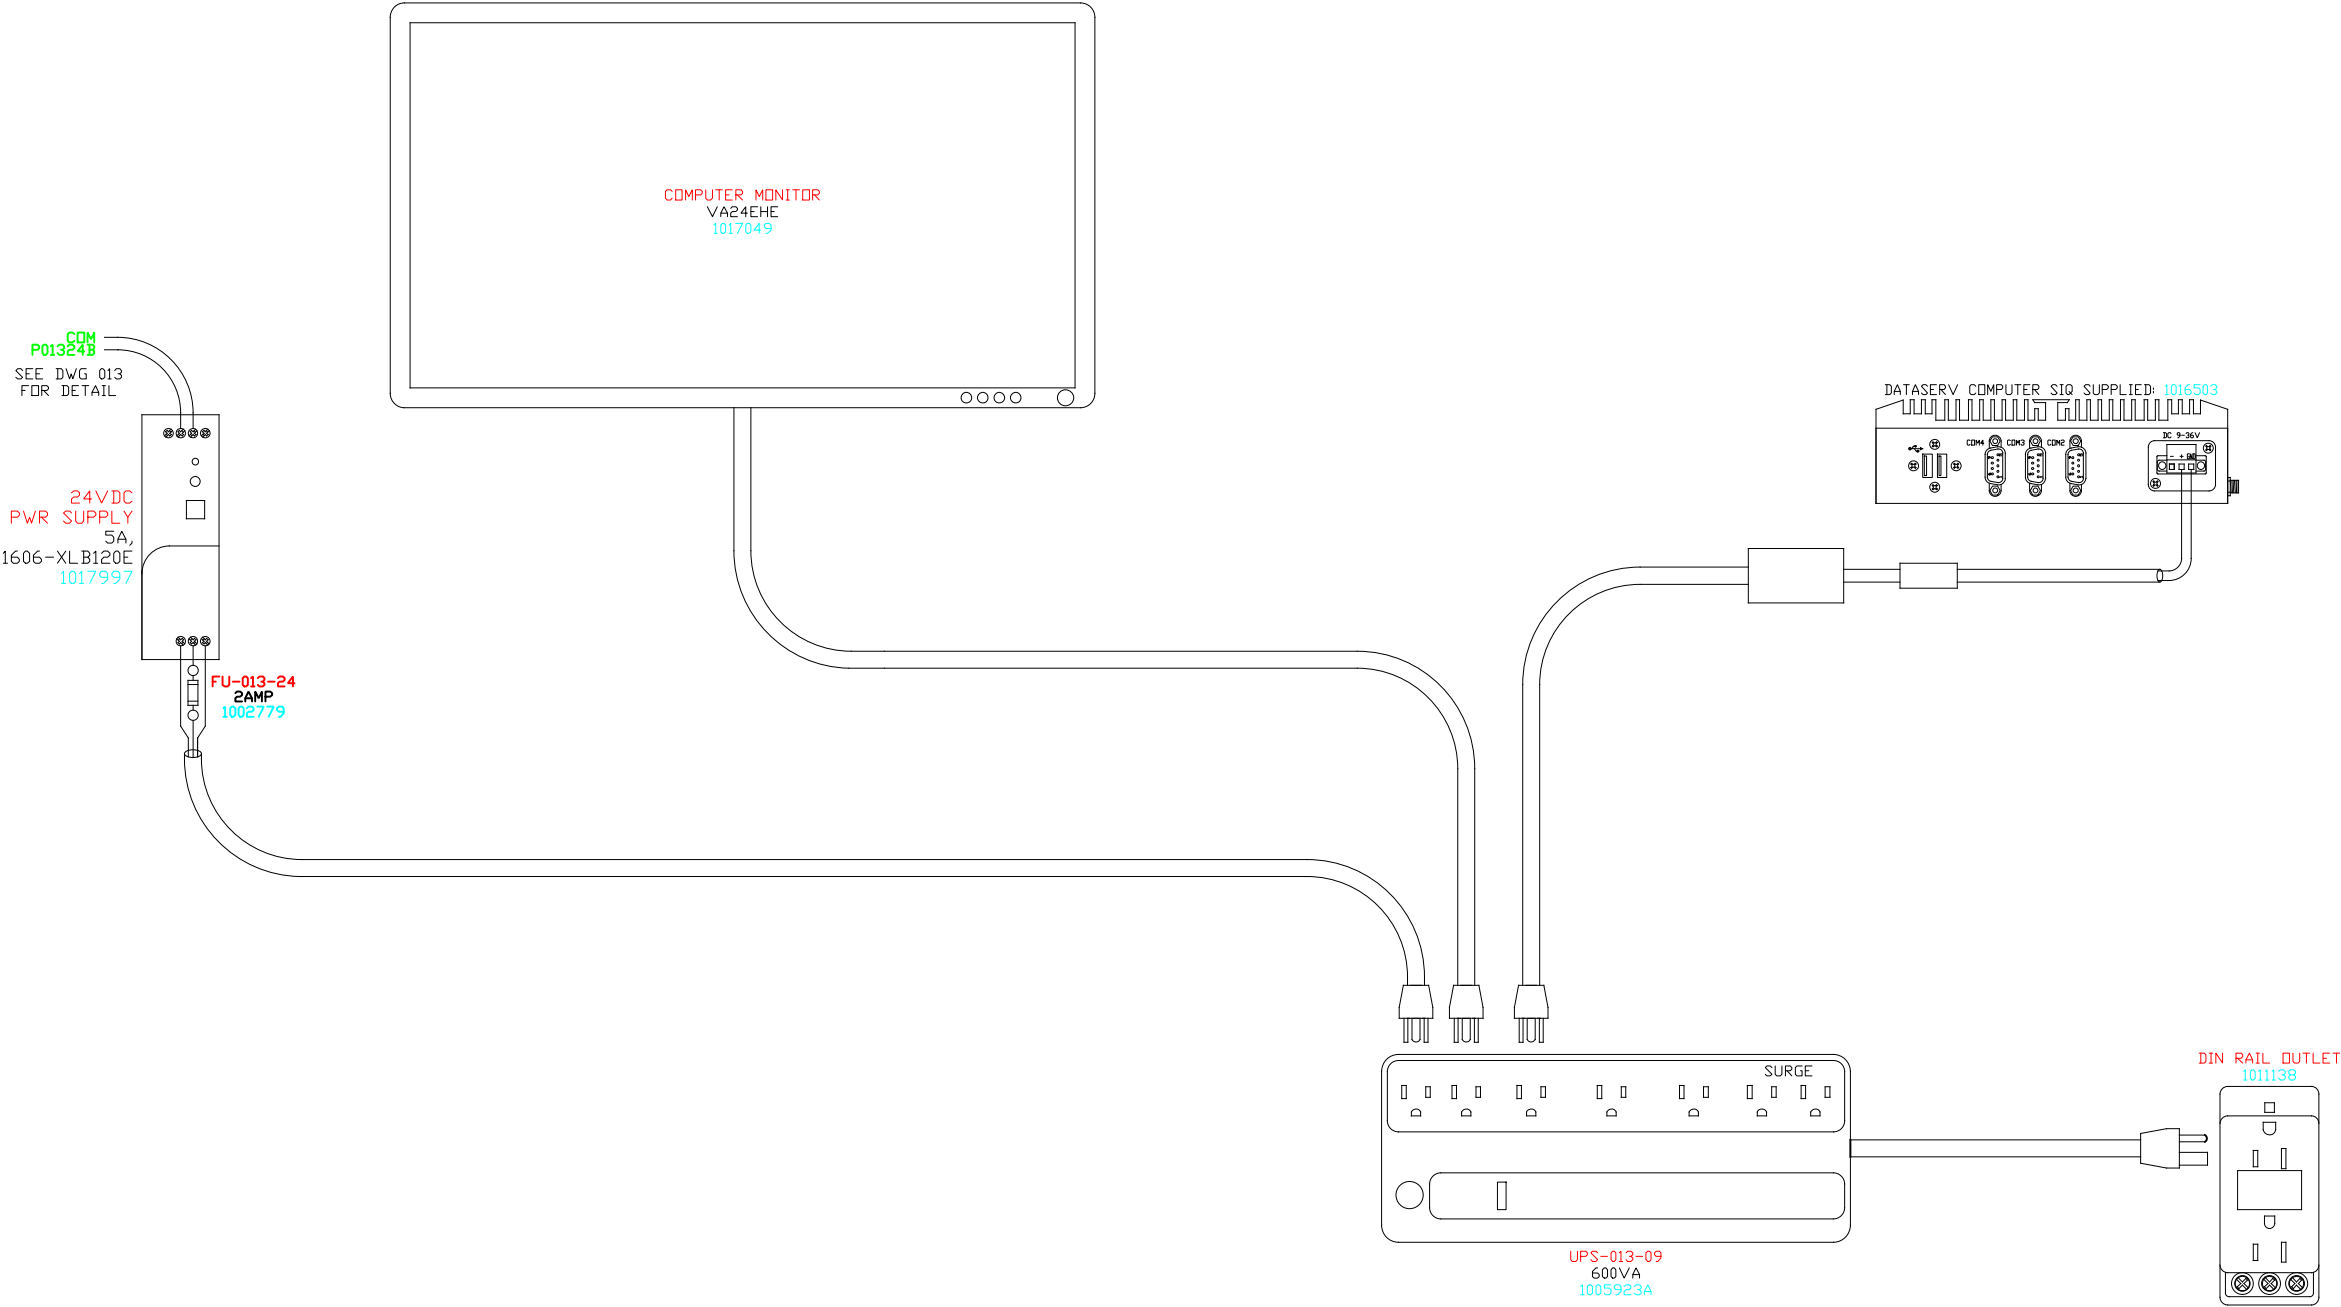 COMPUTER MONITOR
VA24EHE
1017049
COM
P01324B
SEE DWG 013
FOR DETAIL
24VDC
PWR SUPPLY
5A,
1606-XLB120E
1017997
FU-013-24
2AMP
1002779
DATASERV COMPUTER SIQ SUPPLIED: 1016503
COM4 COM3 COM2
DC 9-36V
- + GND
SURGE
UPS-013-09
600VA
1005923A
DIN RAIL OUTLET
1011138